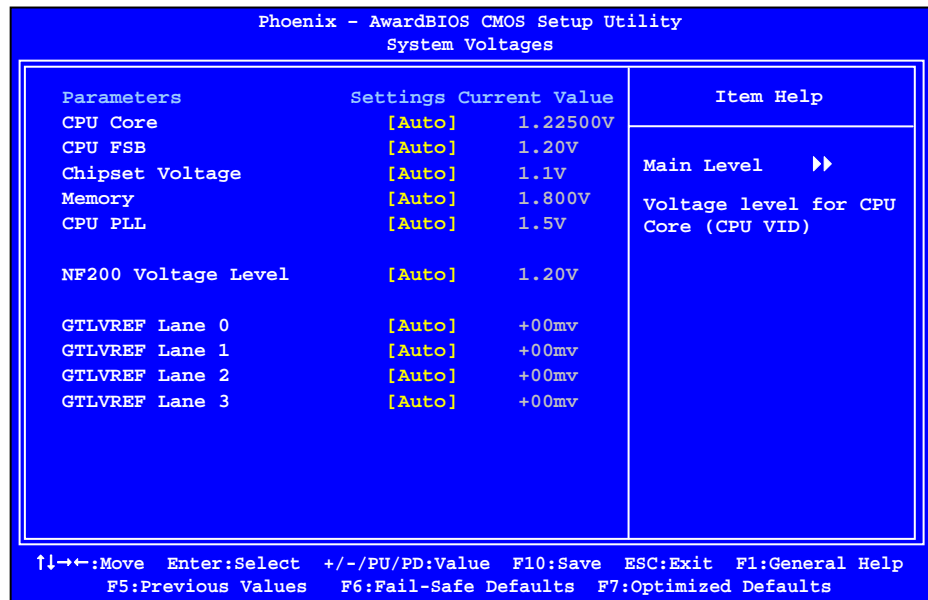 Phoenix – AwardBIOS CMOS Setup Utility
System Voltages
Parameters Settings Current Value
CPU Core [Auto] 1.22500V
CPU FSB [Auto] 1.20V
Chipset Voltage [Auto] 1.1V
Memory [Auto] 1.800V
CPU PLL [Auto] 1.5V
NF200 Voltage Level [Auto] 1.20V
GTLVREF Lane 0 [Auto] +00mv
GTLVREF Lane 1 [Auto] +00mv
GTLVREF Lane 2 [Auto] +00mv
GTLVREF Lane 3 [Auto] +00mv
Item Help
Main Level
Voltage level for CPU
Core (CPU VID)
↑↓→←:Move Enter:Select +/-/PU/PD:Value F10:Save ESC:Exit F1:General Help
F5:Previous Values F6:Fail-Safe Defaults F7:Optimized Defaults